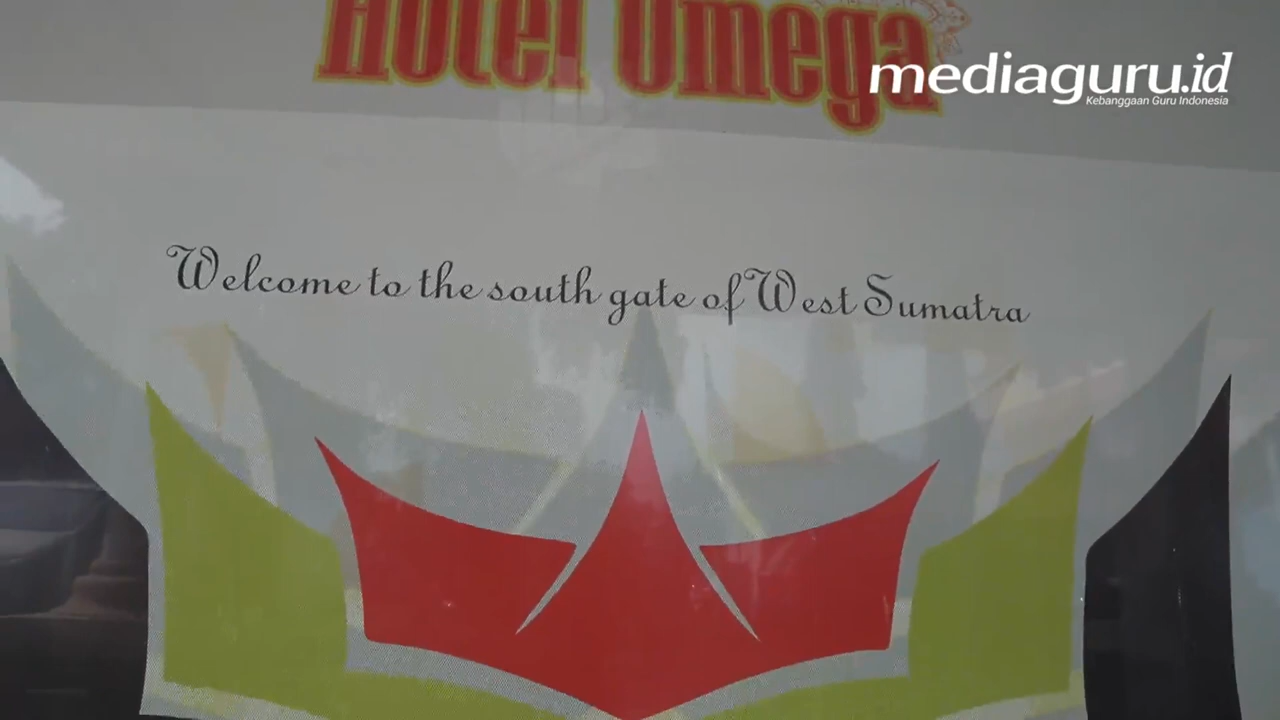 Hotel Omega
mediaguru.id
Kebanggaan Guru Indonesia
Welcome to the south gate of West Sumatra